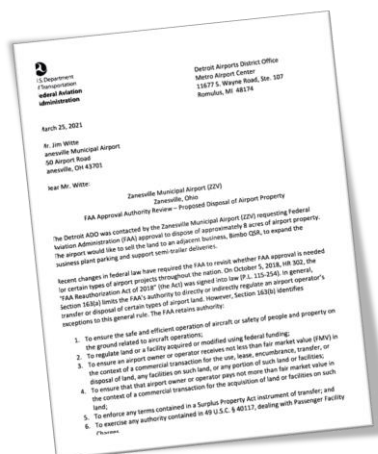 U.S. Department
of Transportation
Federal Aviation
Administration
Detroit Airports District Office
Metro Airport Center
11677 S. Wayne Road, Ste. 107
Romulus, MI 48174
March 25, 2021
Mr. Jim Witte
Zanesville Municipal Airport
50 Airport Road
Zanesville, OH 43701
Dear Mr. Witte:
Zanesville Municipal Airport (ZZV)
Zanesville, Ohio
FAA Approval Authority Review – Proposed Disposal of Airport Property
The Detroit ADO was contacted by the Zanesville Municipal Airport (ZZV) requesting Federal
Aviation Administration (FAA) approval to dispose of approximately 8 acres of airport property.
The airport would like to sell the land to an adjacent business, Bimbo QSR, to expand the
business plant parking and support semi-trailer deliveries.
Recent changes in federal law have required the FAA to revisit whether FAA approval is needed
for certain types of airport projects throughout the nation. On October 5, 2018, HR 302, the
"FAA Reauthorization Act of 2018" (the Act) was signed into law (P.L. 115-254). In general,
Section 163(a) limits the FAA's authority to directly or indirectly regulate an airport operator's
transfer or disposal of certain types of airport land. However, Section 163(b) identifies
exceptions to this general rule. The FAA retains authority:
1. To ensure the safe and efficient operation of aircraft or safety of people and property on
the ground related to aircraft operations;
2. To regulate land or a facility acquired or modified using federal funding;
3. To ensure an airport owner or operator receives not less than fair market value (FMV) in
the context of a commercial transaction for the use, lease, encumbrance, transfer, or
disposal of land, any facilities on such land, or any portion of such land or facilities;
4. To ensure that that airport owner or operator pays not more than fair market value in
the context of a commercial transaction for the acquisition of land or facilities on such
land;
5. To enforce any terms contained in a Surplus Property Act instrument of transfer; and
6. To exercise any authority contained in 49 U.S.C. § 40117, dealing with Passenger Facility
Charges.